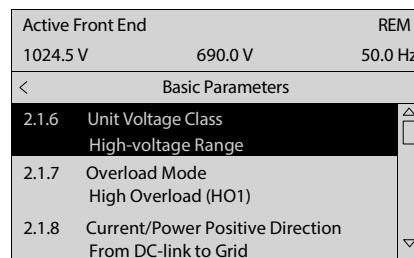 Active Front End REM
1024.5 V 690.0 V 50.0 Hz
< Basic Parameters
2.1.6 Unit Voltage Class
High-voltage Range
2.1.7 Overload Mode
High Overload (HO1)
2.1.8 Current/Power Positive Direction
From DC-link to Grid